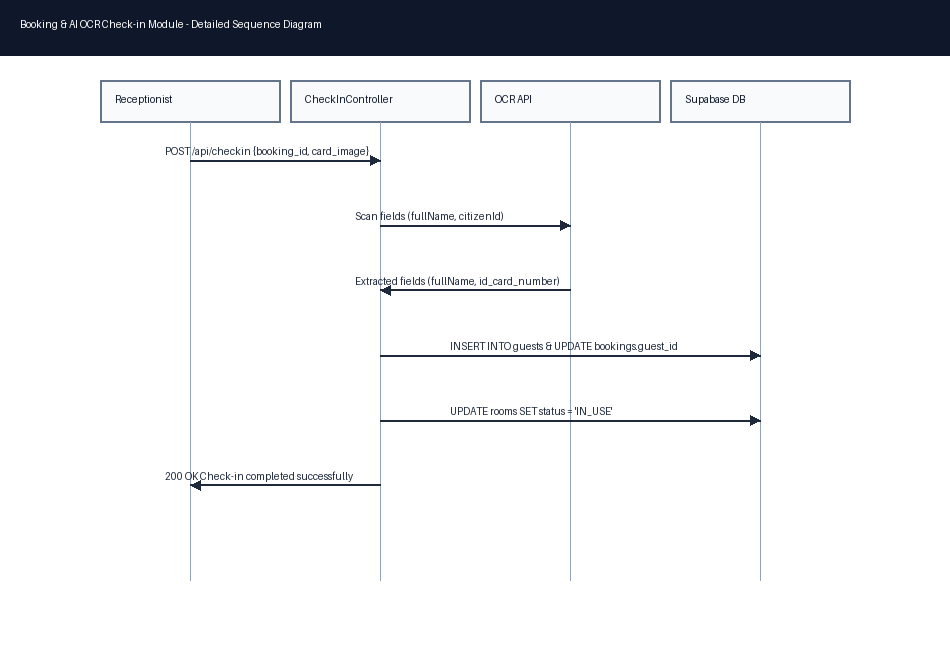 Booking & AI OCR Check-in Module - Detailed Sequence Diagram
Receptionist
CheckInController
OCR API
Supabase DB
POST /api/checkin {booking_id, card_image}
Scan fields (fullName, citizenId)
Extracted fields (fullName, id_card_number)
INSERT INTO guests & UPDATE bookings.guest_id
UPDATE rooms SET status = 'IN_USE'
200 OK Check-in completed successfully